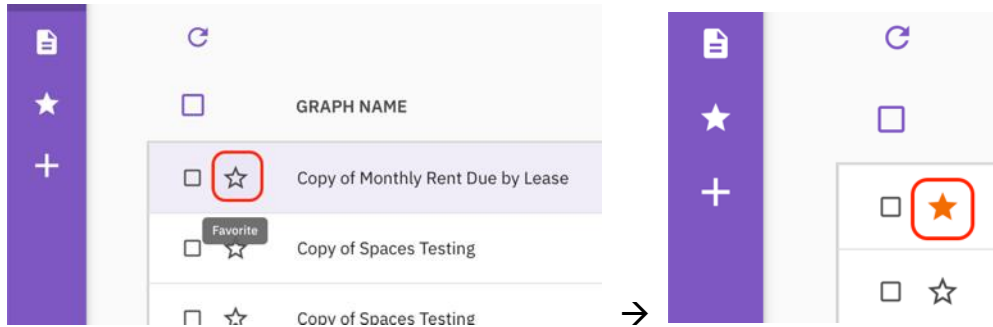 GRAPH NAME
Copy of Monthly Rent Due by Lease
Favorite
Copy of Spaces Testing
Copy of Spaces Testing
→